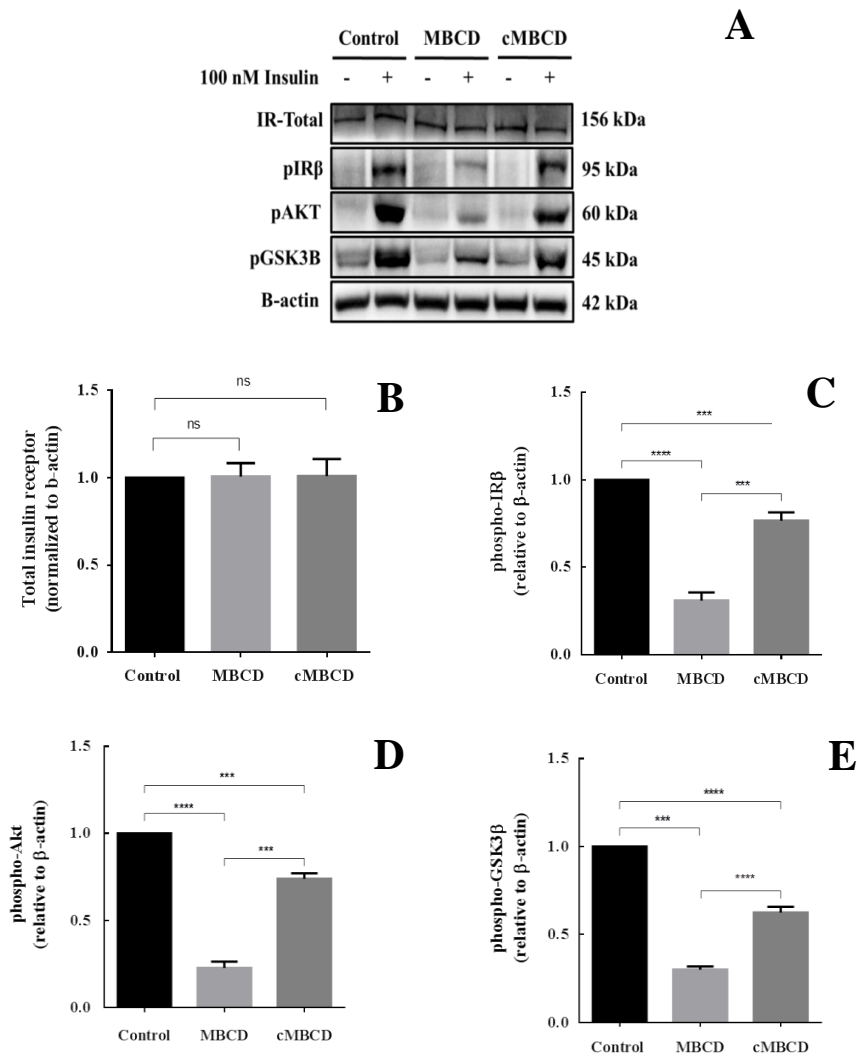 A
Control MBCD cMBCD
100 nM Insulin - + - + - +
IR-Total 156 kDa
pIRβ 95 kDa
pAKT 60 kDa
pGSK3B 45 kDa
B-actin 42 kDa
B
Total insulin receptor
(normalized to b-actin)
1.5
1.0
0.5
0.0
ns
ns
Control MBCD cMBCD
C
phospho-IRβ
(relative to β-actin)
1.5
1.0
0.5
0.0
***
****
***
Control MBCD cMBCD
D
phospho-Akt
(relative to β-actin)
1.5
1.0
0.5
0.0
***
****
***
Control MBCD cMBCD
E
phospho-GSK3β
(relative to β-actin)
1.5
1.0
0.5
0.0
****
***
****
Control MBCD cMBCD